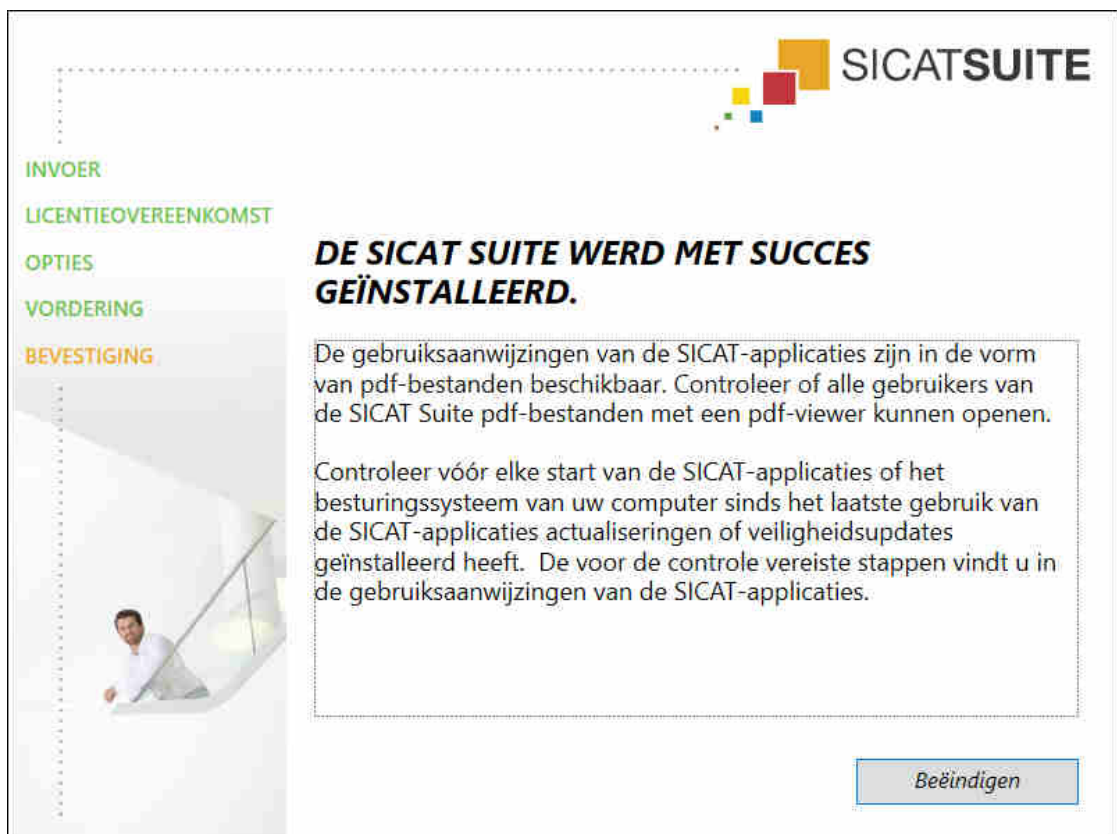 SICATSUITE
INVOER
LICENTIEOVEREENKOMST
OPTIES
VORDERING
BEVESTIGING
DE SICAT SUITE WERD MET SUCCES
GEÏNSTALLEERD.
De gebruiksaanwijzingen van de SICAT-applicaties zijn in de vorm
van pdf-bestanden beschikbaar. Controleer of alle gebruikers van
de SICAT Suite pdf-bestanden met een pdf-viewer kunnen openen.
Controleer vóór elke start van de SICAT-applicaties of het
besturingssysteem van uw computer sinds het laatste gebruik van
de SICAT-applicaties actualiseringen of veiligheidsupdates
geïnstalleerd heeft.  De voor de controle vereiste stappen vindt u in
de gebruiksaanwijzingen van de SICAT-applicaties.
Beëindigen